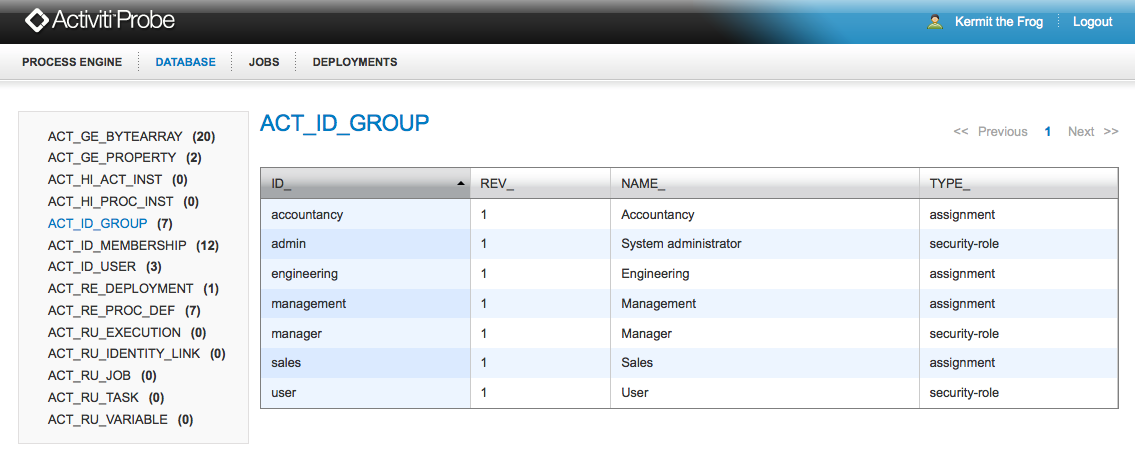 Activiti Probe
Kermit the Frog Logout
PROCESS ENGINE DATABASE JOBS DEPLOYMENTS
ACT_GE_BYTEARRAY (20)
ACT_GE_PROPERTY (2)
ACT_HI_ACT_INST (0)
ACT_HI_PROC_INST (0)
ACT_ID_GROUP (7)
ACT_ID_MEMBERSHIP (12)
ACT_ID_USER (3)
ACT_RE_DEPLOYMENT (1)
ACT_RE_PROC_DEF (7)
ACT_RU_EXECUTION (0)
ACT_RU_IDENTITY_LINK (0)
ACT_RU_JOB (0)
ACT_RU_TASK (0)
ACT_RU_VARIABLE (0)
ACT_ID_GROUP
<< Previous 1 Next >>
ID_ REV_ NAME_ TYPE_
accountancy 1 Accountancy assignment
admin 1 System administrator security-role
engineering 1 Engineering assignment
management 1 Management assignment
manager 1 Manager security-role
sales 1 Sales assignment
user 1 User security-role